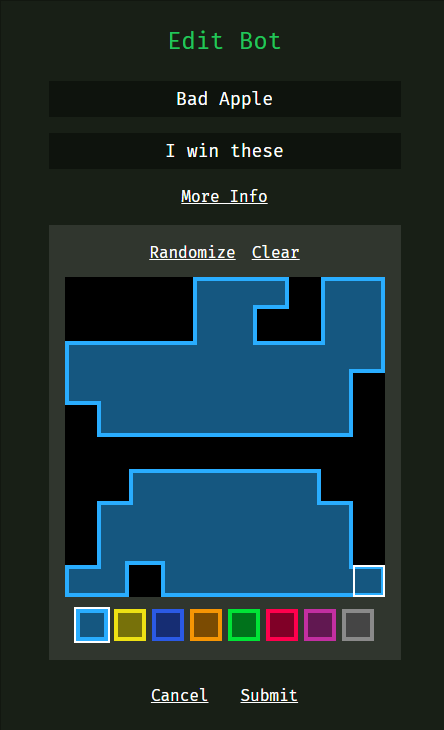 Edit Bot
Bad Apple
I win these
More Info
Randomize Clear
Cancel Submit